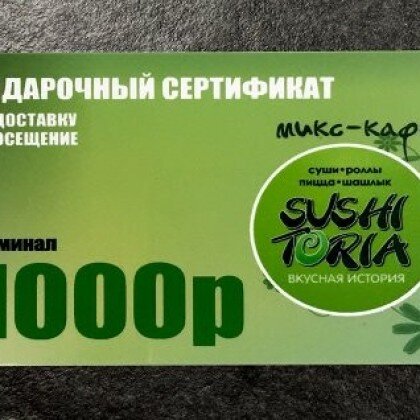 ДАРОЧНЫЙ СЕРТИФИКАТ
ДОСТАВКУ
ОСЕЩЕНИЕ
микс-каф
суши•роллы
пицца•шашлык
SUSHI
TORIA
ВКУСНАЯ ИСТОРИЯ
минал
1000р